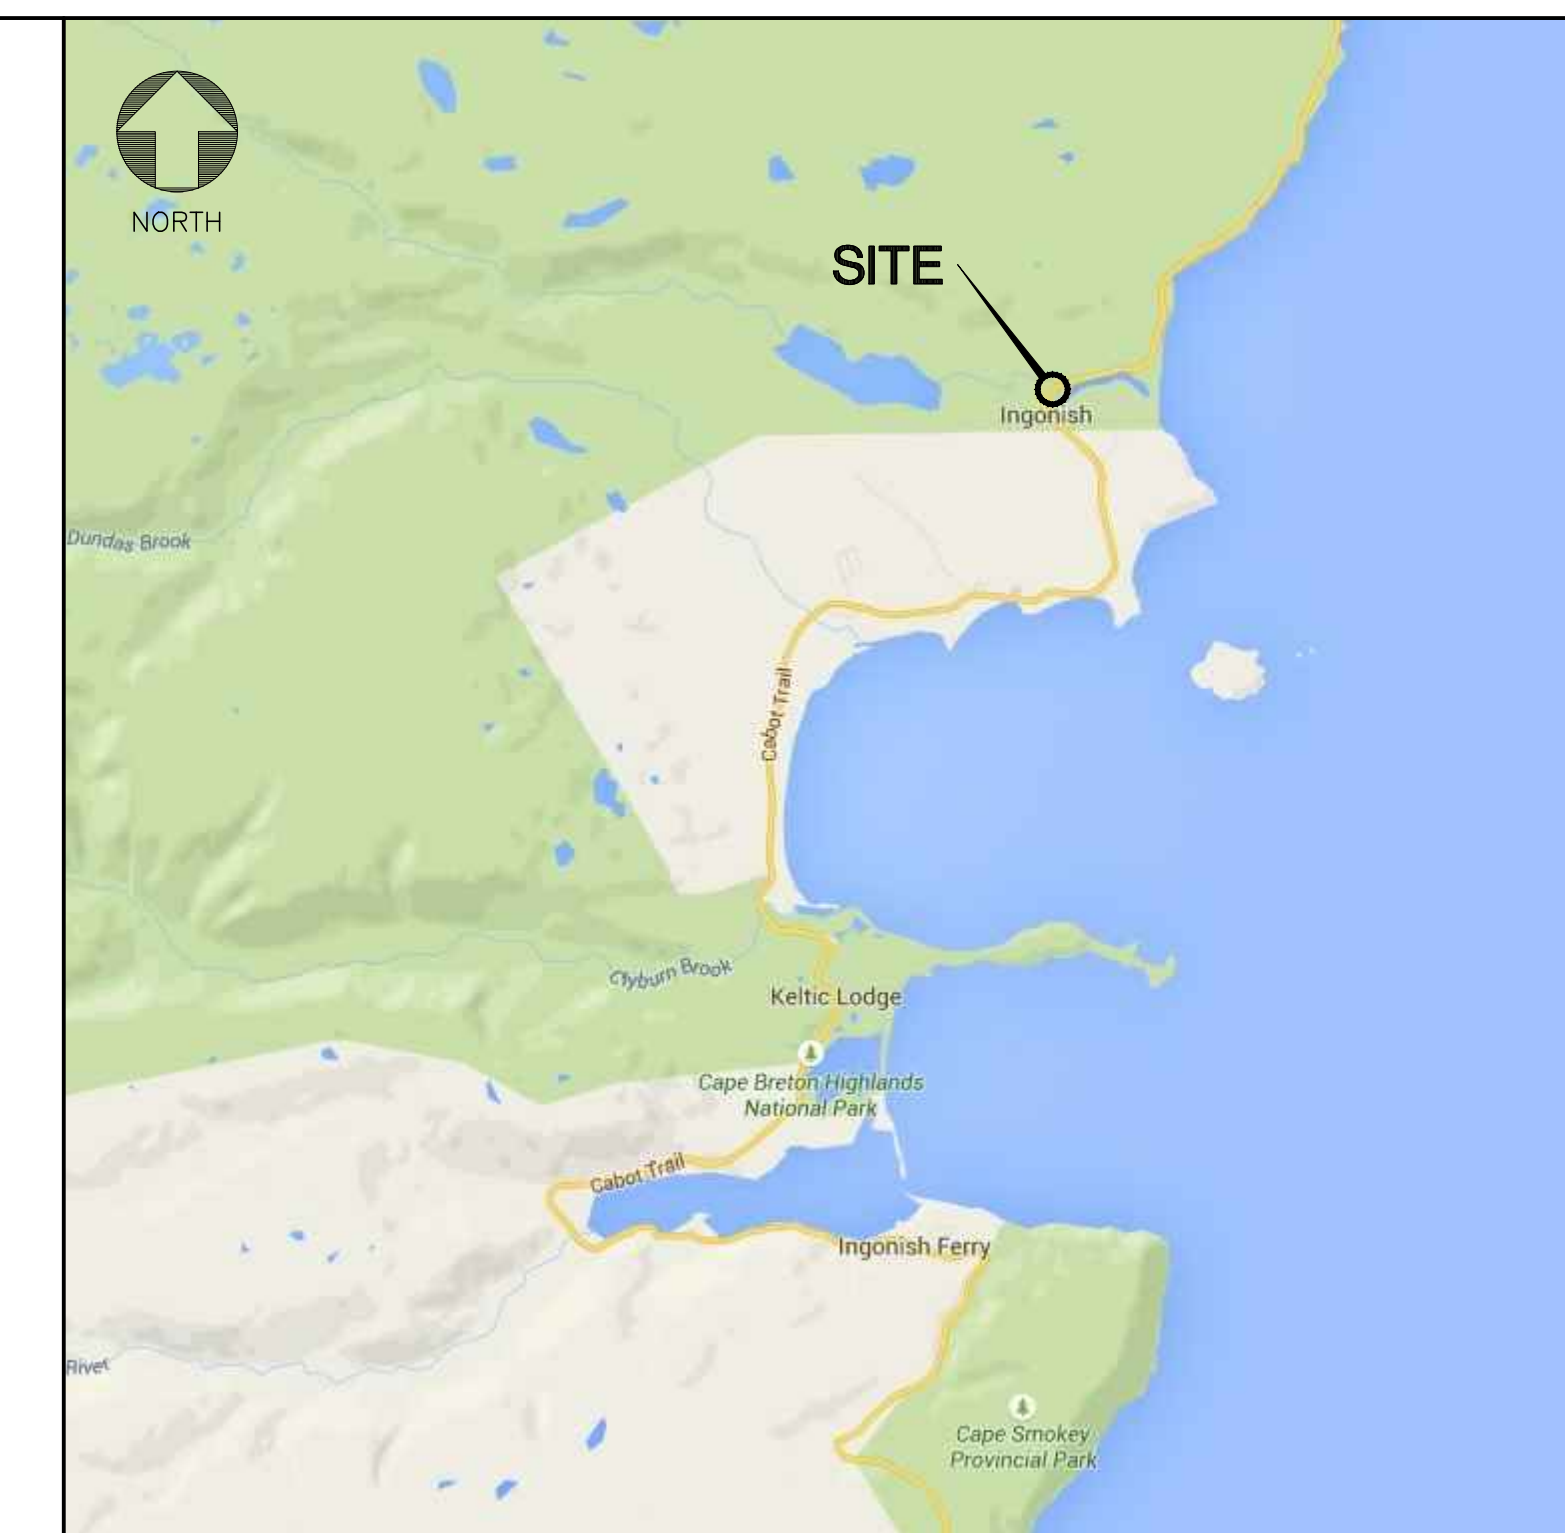 NORTH
SITE
Ingonish
Dundas Brook
Cabot Trail
Clyburn Brook
Keltic Lodge
Cape Breton Highlands
National Park
Cabot Trail
Ingonish Ferry
River
Cape Smokey
Provincial Park